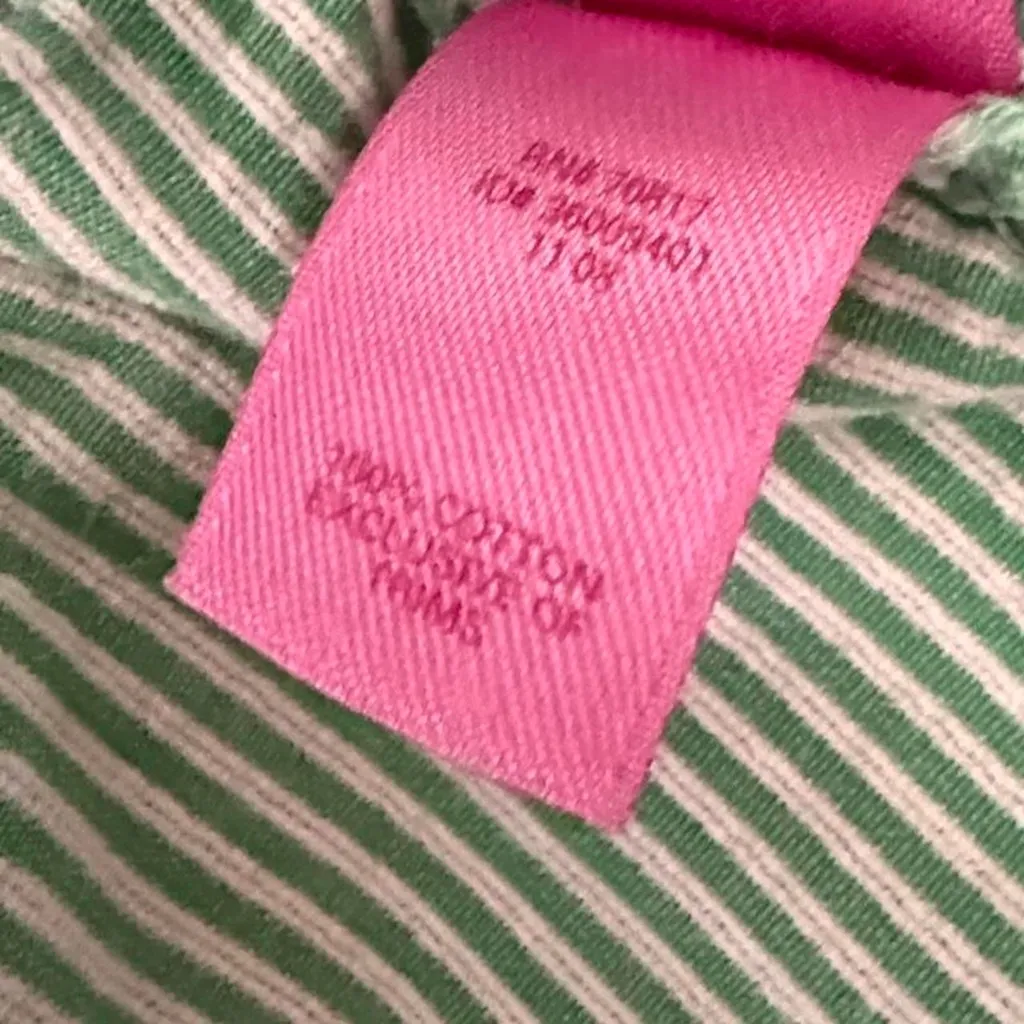 RN# 70817
ID# 36009401
11 08
100% COTTON
EXCLUSIVE OF
TRIMS